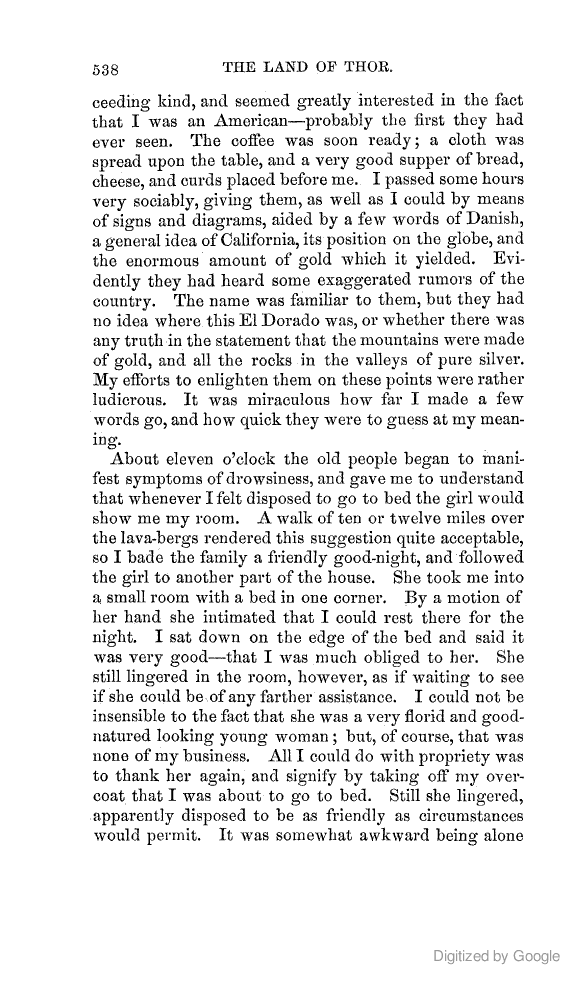 538 THE LAND OF THOR.
ceeding kind, and seemed greatly interested in the fact
that I was an American—probably the first they had
ever seen. The coffee was soon ready; a cloth was
spread upon the table, and a very good supper of bread,
cheese, and curds placed before me. I passed some hours
very sociably, giving them, as well as I could by means
of signs and diagrams, aided by a few words of Danish,
a general idea of California, its position on the globe, and
the enormous amount of gold which it yielded. Evi-
dently they had heard some exaggerated rumors of the
country. The name was familiar to them, but they had
no idea where this El Dorado was, or whether there was
any truth in the statement that the mountains were made
of gold, and all the rocks in the valleys of pure silver.
My efforts to enlighten them on these points were rather
ludicrous. It was miraculous how far I made a few
words go, and how quick they were to guess at my mean-
ing.
About eleven o'clock the old people began to mani-
fest symptoms of drowsiness, and gave me to understand
that whenever I felt disposed to go to bed the girl would
show me my room. A walk of ten or twelve miles over
the lava-bergs rendered this suggestion quite acceptable,
so I bade the family a friendly good-night, and followed
the girl to another part of the house. She took me into
a small room with a bed in one corner. By a motion of
her hand she intimated that I could rest there for the
night. I sat down on the edge of the bed and said it
was very good—that I was much obliged to her. She
still lingered in the room, however, as if waiting to see
if she could be of any farther assistance. I could not be
insensible to the fact that she was a very florid and good-
natured looking young woman; but, of course, that was
none of my business. All I could do with propriety was
to thank her again, and signify by taking off my over-
coat that I was about to go to bed. Still she lingered,
apparently disposed to be as friendly as circumstances
would permit. It was somewhat awkward being alone
Digitized by Google